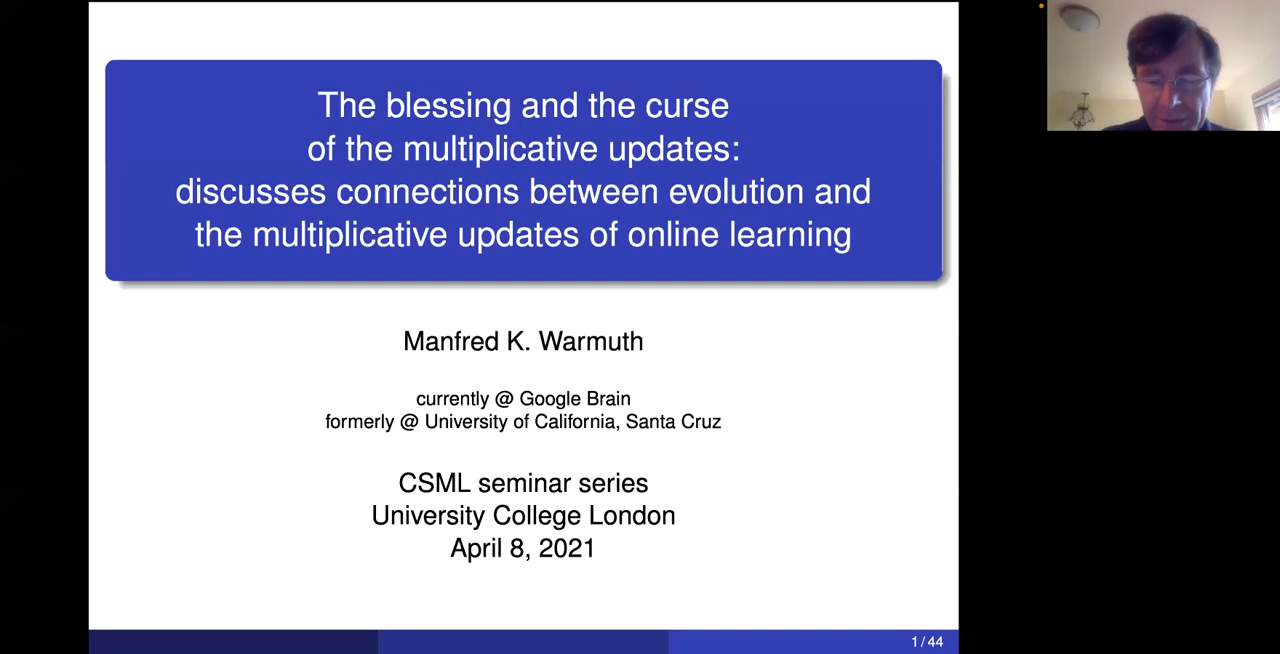 The blessing and the curse
of the multiplicative updates:
discusses connections between evolution and
the multiplicative updates of online learning
Manfred K. Warmuth
currently @ Google Brain
formerly @ University of California, Santa Cruz
CSML seminar series
University College London
April 8, 2021
1 / 44